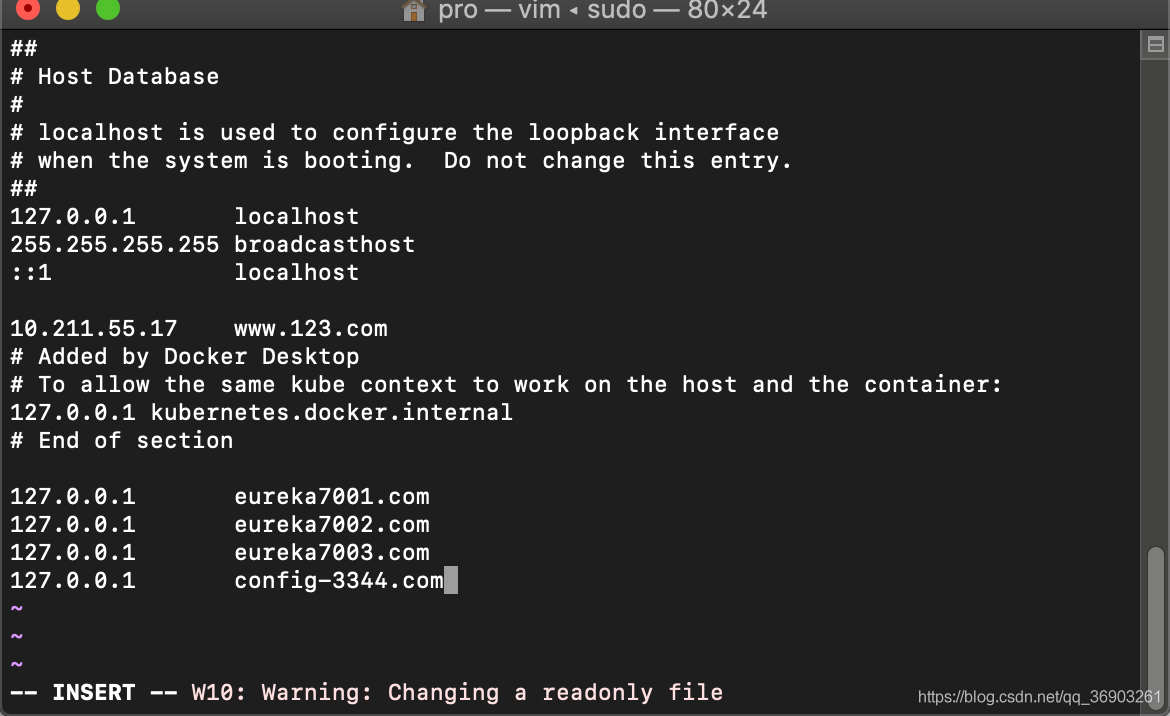 pro — vim ◂ sudo — 80×24
##
# Host Database
#
# localhost is used to configure the loopback interface
# when the system is booting.  Do not change this entry.
##
127.0.0.1       localhost
255.255.255.255 broadcasthost
::1             localhost

10.211.55.17    www.123.com
# Added by Docker Desktop
# To allow the same kube context to work on the host and the container:
127.0.0.1 kubernetes.docker.internal
# End of section

127.0.0.1       eureka7001.com
127.0.0.1       eureka7002.com
127.0.0.1       eureka7003.com
127.0.0.1       config-3344.com
~
~
~
-- INSERT -- W10: Warning: Changing a readonly file
https://blog.csdn.net/qq_36903261